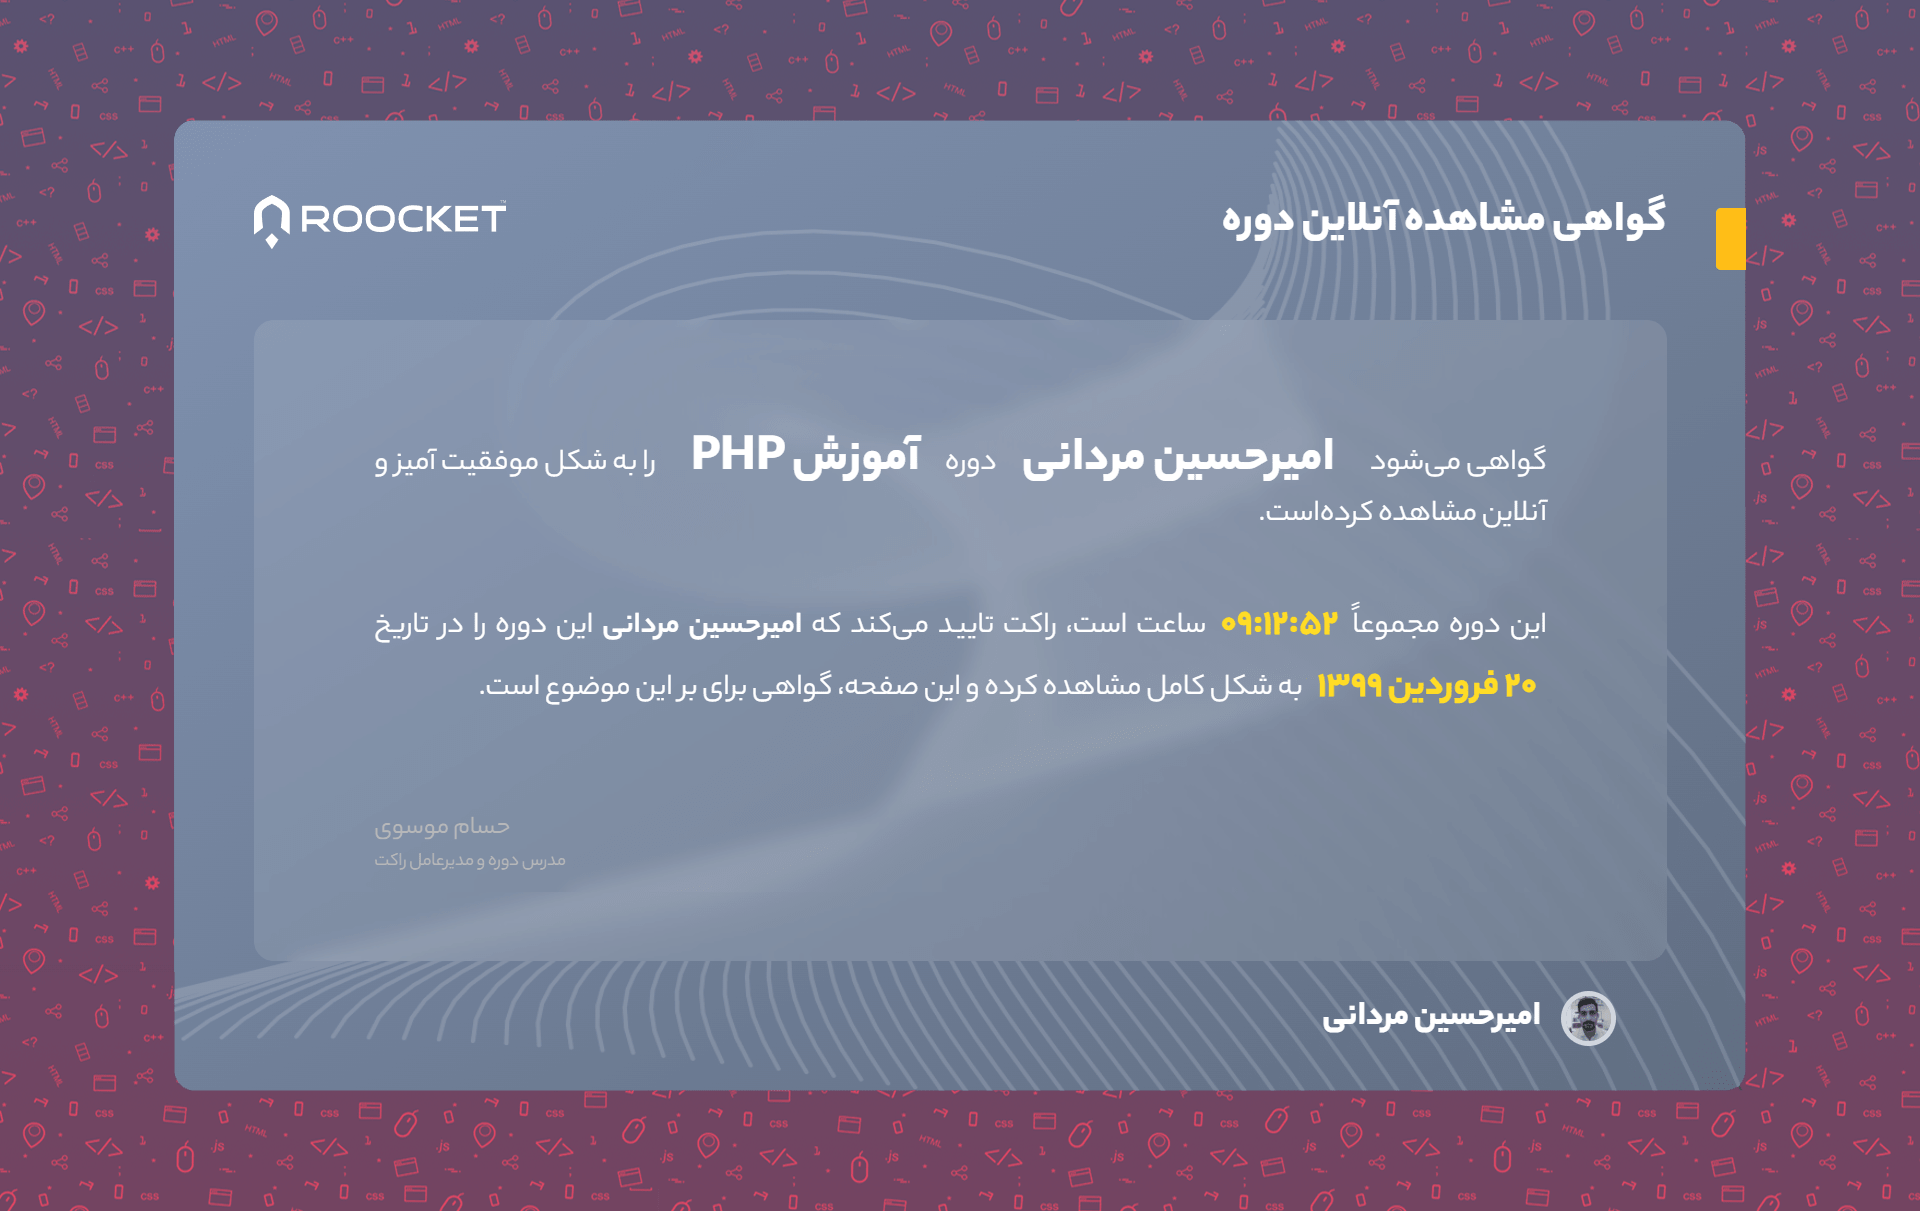 گواهی مشاهده آنلاین دوره
ROOCKET™
گواهی می‌شود امیرحسین مردانی دوره آموزش PHP را به شکل موفقیت آمیز و
آنلاین مشاهده کرده‌است.
این دوره مجموعاً ۰۹:۱۲:۵۲ ساعت است، راکت تایید می‌کند که امیرحسین مردانی این دوره را در تاریخ
۲۰ فروردین ۱۳۹۹ به شکل کامل مشاهده کرده و این صفحه، گواهی برای بر این موضوع است.
حسام موسوی
مدرس دوره و مدیرعامل راکت
امیرحسین مردانی